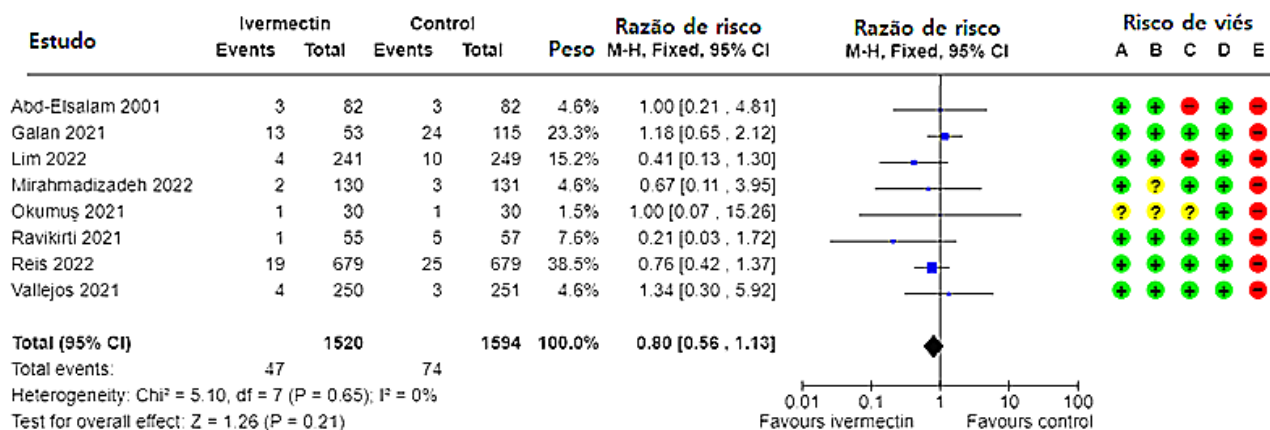 Ivermectin Control Razão de risco Razão de risco Risco de viés
Estudo Events Total Events Total Peso M-H, Fixed, 95% CI M-H, Fixed, 95% CI A B C D E
Abd-Elsalam 2001 3 82 3 82 4.6% 1.00 [0.21 , 4.81] + + - + -
Galan 2021 13 53 24 115 23.3% 1.18 [0.65 , 2.12] + + + + -
Lim 2022 4 241 10 249 15.2% 0.41 [0.13 , 1.30] + + - + -
Mirahmadizadeh 2022 2 130 3 131 4.6% 0.67 [0.11 , 3.95] + ? + + -
Okumuş 2021 1 30 1 30 1.5% 1.00 [0.07 , 15.26] ? ? ? + -
Ravikirti 2021 1 55 5 57 7.6% 0.21 [0.03 , 1.72] + + + + -
Reis 2022 19 679 25 679 38.5% 0.76 [0.42 , 1.37] + + + + -
Vallejos 2021 4 250 3 251 4.6% 1.34 [0.30 , 5.92] + + + + -
Total (95% CI) 1520 1594 100.0% 0.80 [0.56 , 1.13]
Total events: 47 74
Heterogeneity: Chi² = 5.10, df = 7 (P = 0.65); I² = 0%
0.01 0.1 1 10 100
Test for overall effect: Z = 1.26 (P = 0.21) Favours ivermectin Favours control